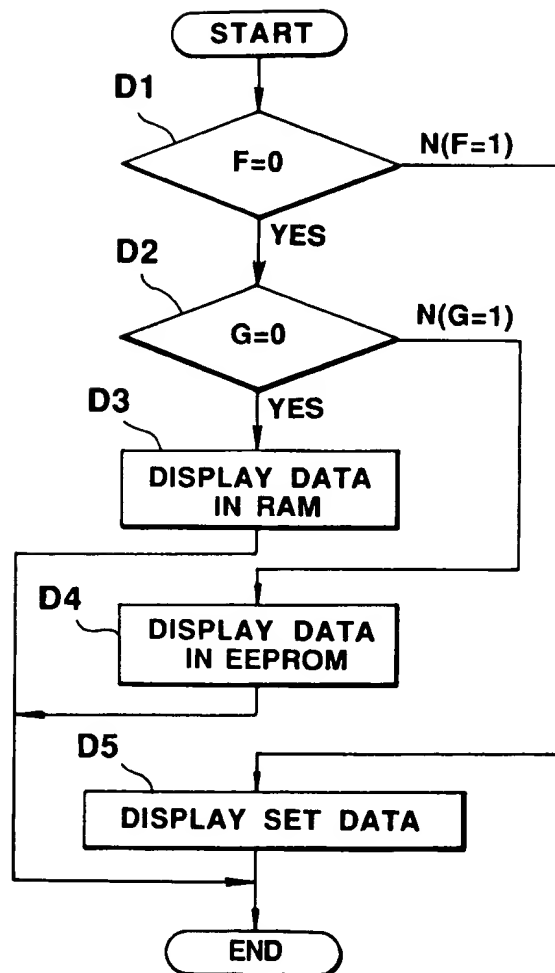 START
D1
F=0
N(F=1)
YES
D2
G=0
N(G=1)
YES
D3
DISPLAY DATA
IN RAM
D4
DISPLAY DATA
IN EEPROM
D5
DISPLAY SET DATA
END